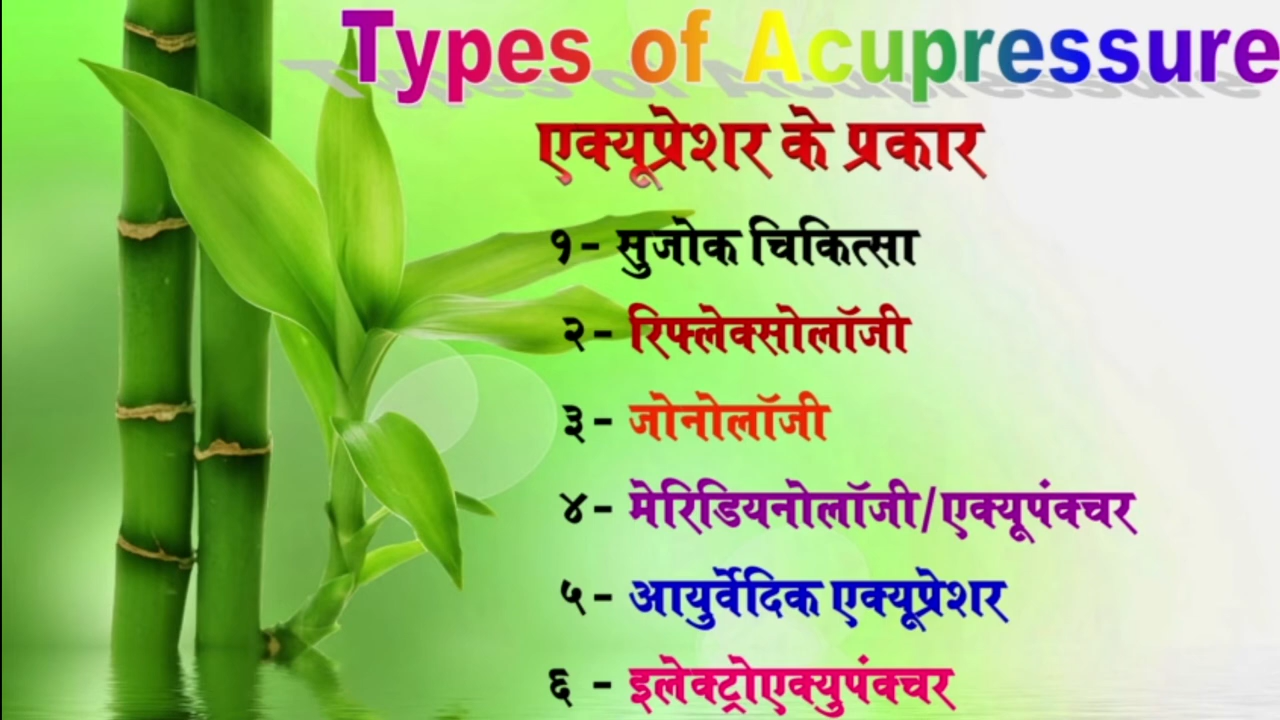 Types of Acupressure
एक्यूप्रेशर के प्रकार
१- सुजोक चिकित्सा
२- रिफ्लेक्सोलॉजी
३- जोनोलॉजी
४- मेरिडियनोलॉजी/एक्यूपंक्चर
५- आयुर्वेदिक एक्यूप्रेशर
६ - इलेक्ट्रोएक्युपंक्चर